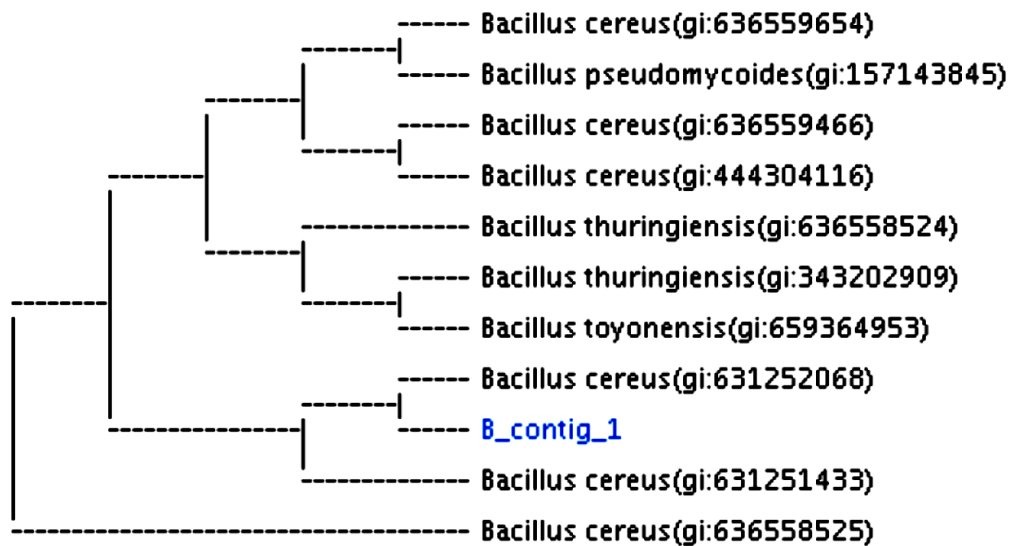 Bacillus cereus(gi:636559654)
Bacillus pseudomycoides(gi:157143845)
Bacillus cereus(gi:636559466)
Bacillus cereus(gi:444304116)
Bacillus thuringiensis(gi:636558524)
Bacillus thuringiensis(gi:343202909)
Bacillus toyonensis(gi:659364953)
Bacillus cereus(gi:631252068)
B_contig_1
Bacillus cereus(gi:631251433)
Bacillus cereus(gi:636558525)